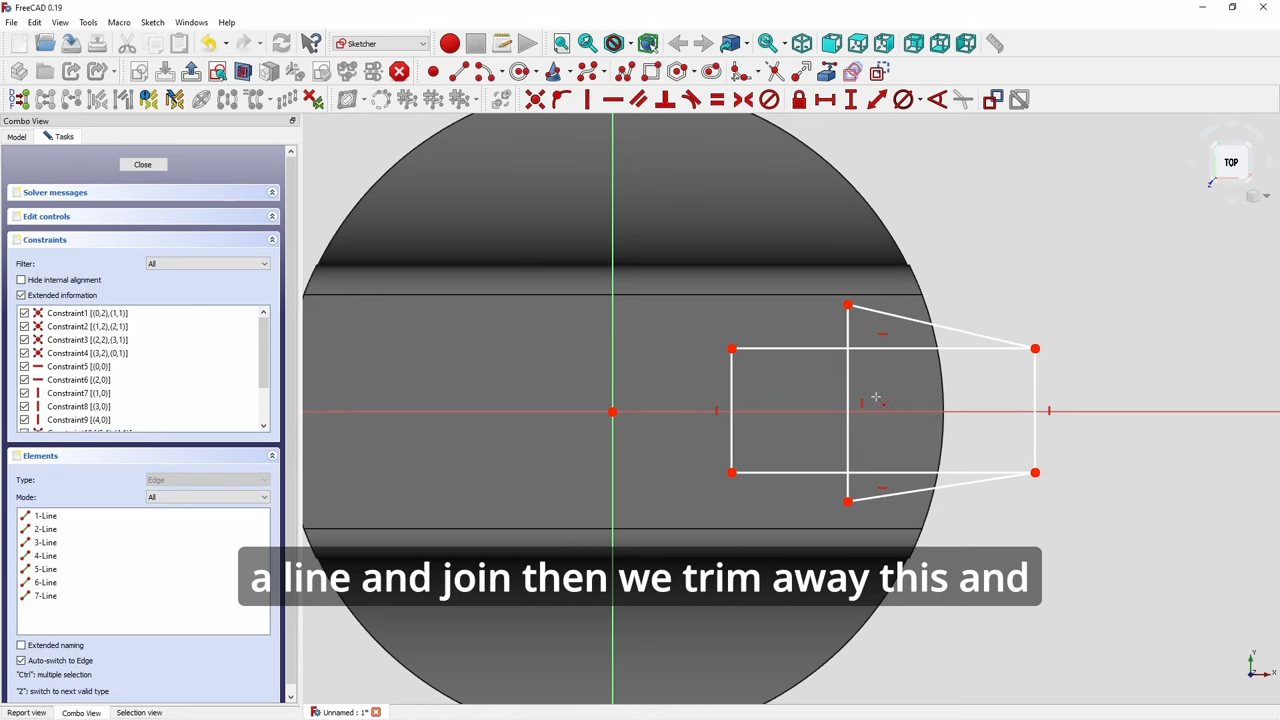 FreeCAD 0.19
File Edit View Tools Macro Sketch Windows Help
Sketcher
Combo View
Model Tasks
Close
Solver messages
Edit controls
Constraints
Filter: All
Hide internal alignment
Extended information
Constraint1 [(0,2),(1,1)]
Constraint2 [(1,2),(2,1)]
Constraint3 [(2,2),(3,1)]
Constraint4 [(3,2),(0,1)]
Constraint5 [(0,0)]
Constraint6 [(2,0)]
Constraint7 [(1,0)]
Constraint8 [(3,0)]
Constraint9 [(4,0)]
Elements
Type: Edge
Mode: All
1-Line
2-Line
3-Line
4-Line
5-Line
6-Line
7-Line
Extended naming
Auto-switch to Edge
"Ctrl": multiple selection
"Z": switch to next valid type
Report view Combo View Selection view
Unnamed : 1*
TOP
a line and join then we trim away this and
Y
Z X